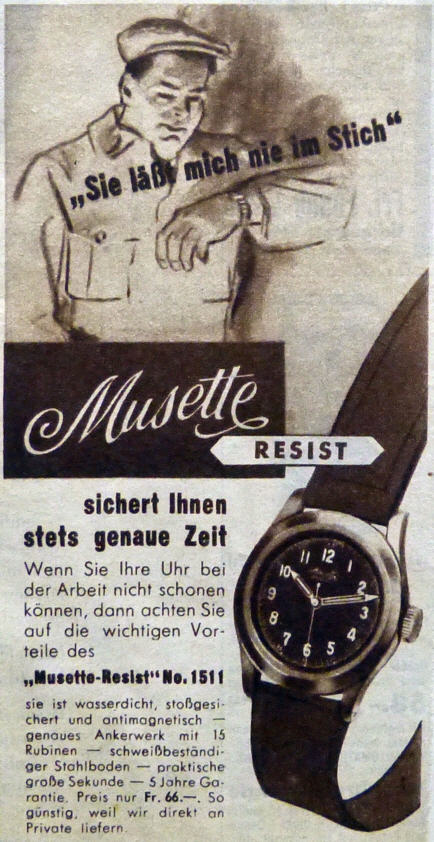 „Sie läßt mich nie im Stich“
Musette
RESIST
sichert Ihnen
stets genaue Zeit
Wenn Sie Ihre Uhr bei
der Arbeit nicht schonen
können, dann achten Sie
auf die wichtigen Vor-
teile des
„Musette-Resist“ No. 1511
sie ist wasserdicht, stoßgesi-
chert und antimagnetisch —
genaues Ankerwerk mit 15
Rubinen — schweißbeständi-
ger Stahlboden — praktische
große Sekunde — 5 Jahre Ga-
rantie. Preis nur Fr. 66.—. So
günstig, weil wir direkt an
Private liefern.
11 12 1
10 2
9 3
8 4
7 6 5